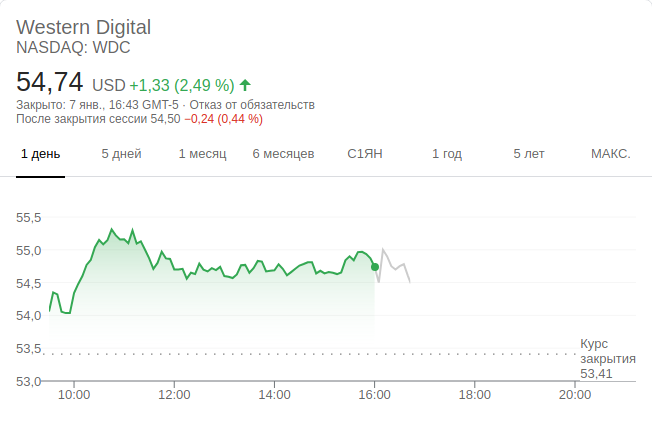 Western Digital
NASDAQ: WDC
54,74 USD +1,33 (2,49 %)
Закрыто: 7 янв., 16:43 GMT-5 · Отказ от обязательств
После закрытия сессии 54,50 −0,24 (0,44 %)
1 день 5 дней 1 месяц 6 месяцев С1ЯН 1 год 5 лет МАКС.
55,5
55,0
54,5
54,0
53,5
53,0
Курс
закрытия
53,41
10:00 12:00 14:00 16:00 18:00 20:00